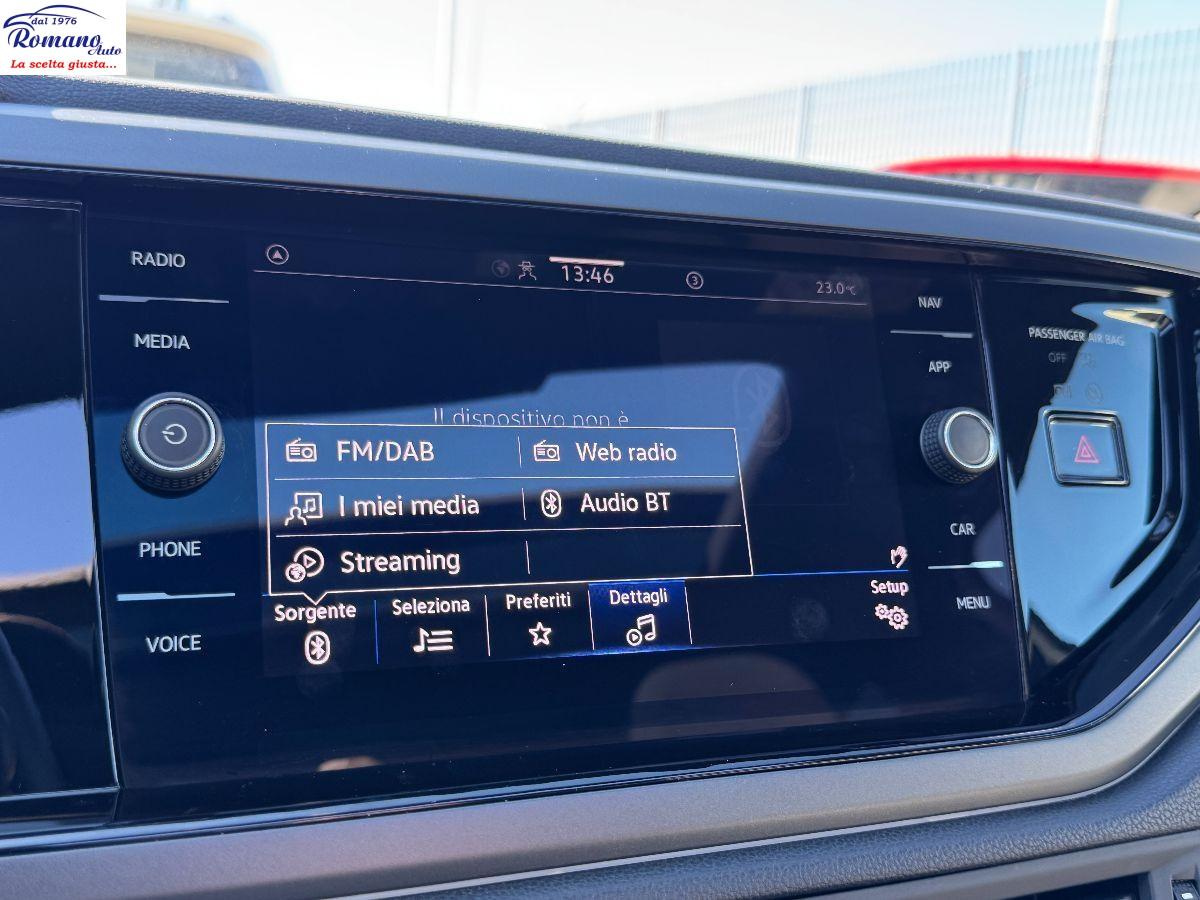 dal 1976
Romano
Auto
La scelta giusta...
RADIO
MEDIA
PHONE
VOICE
13:46
3
23.0°C
Il dispositivo non è
FM/DAB
Web radio
I miei media
Audio BT
Streaming
Sorgente
Seleziona
Preferiti
Dettagli
Setup
NAV
APP
CAR
MENU
PASSENGER AIR BAG
OFF